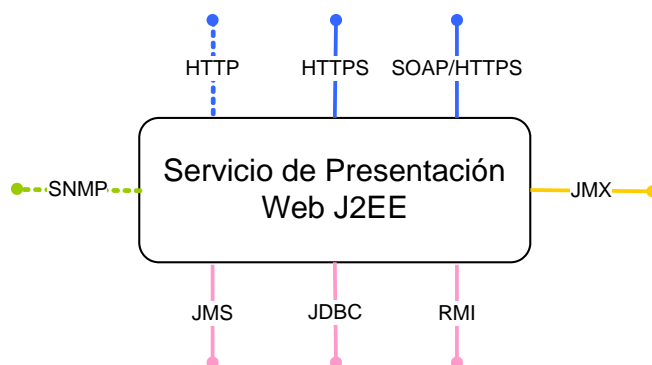 HTTP
HTTPS
SOAP/HTTPS
Servicio de Presentación
Web J2EE
SNMP
JMX
JMS
JDBC
RMI